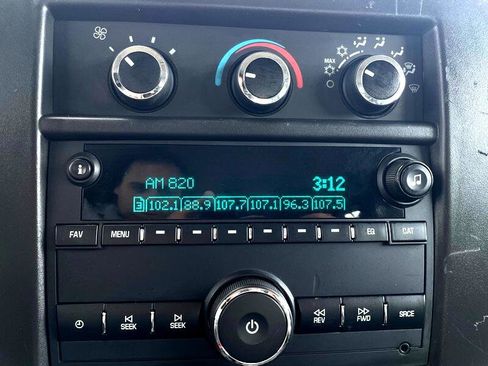 MAX
AM 820 3:12
3 102.1 88.9 107.7 107.1 96.3 107.5
FAV MENU EQ CAT
SEEK SEEK REV FWD SRCE